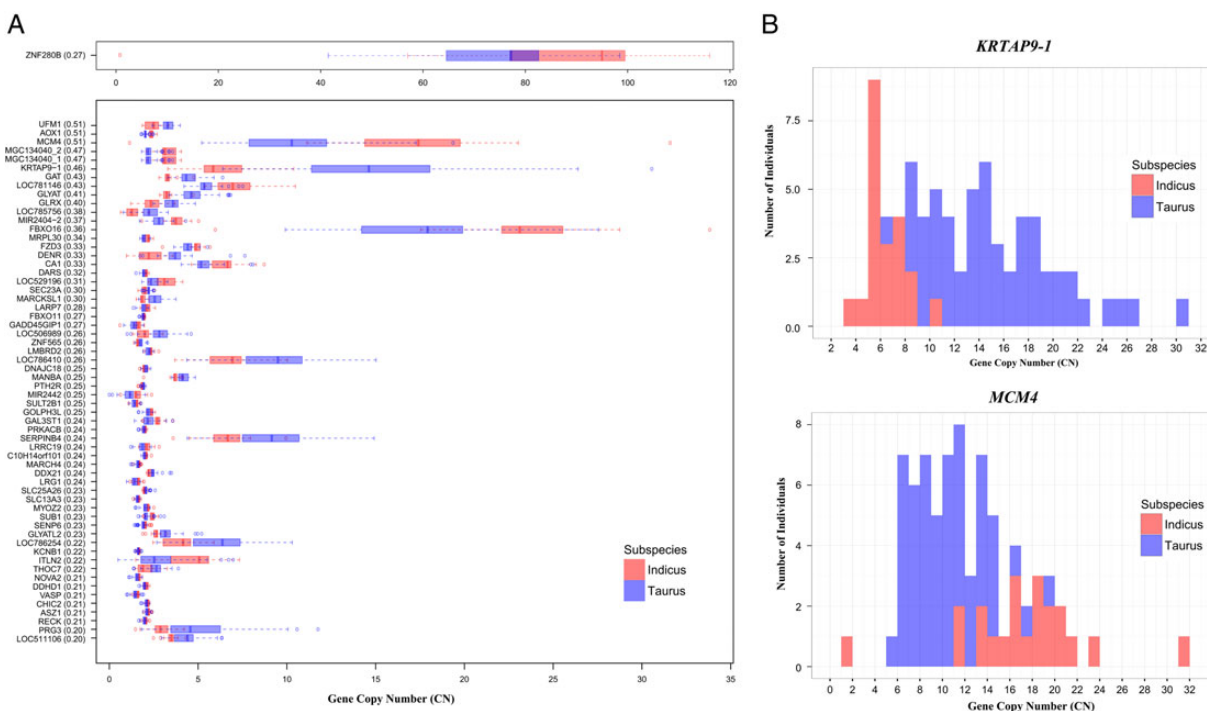 A
ZNF280B (0.27)
0 20 40 60 80 100 120
UFM1 (0.51)
AOX1 (0.51)
MCM4 (0.51)
MGC134040_2 (0.47)
MGC134040_1 (0.47)
KRTAP9-1 (0.46)
GAT (0.43)
LOC781146 (0.43)
GLYAT (0.41)
GLRX (0.40)
LOC785756 (0.38)
MIR2404-2 (0.37)
FBXO16 (0.36)
MRPL30 (0.34)
FZD3 (0.33)
DENR (0.33)
CA1 (0.33)
DARS (0.32)
LOC529196 (0.31)
SEC23A (0.30)
MARCKSL1 (0.30)
LARP7 (0.28)
FBXO11 (0.27)
GADD45GIP1 (0.27)
LOC506989 (0.26)
ZNF565 (0.26)
LMBRD2 (0.26)
LOC786410 (0.26)
DNAJC18 (0.25)
MANBA (0.25)
PTH2R (0.25)
MIR2442 (0.25)
SULT2B1 (0.25)
GOLPH3L (0.25)
GAL3ST1 (0.24)
PRKACB (0.24)
SERPINB4 (0.24)
LRRC19 (0.24)
C10H14orf101 (0.24)
MARCH4 (0.24)
DDX21 (0.24)
LRG1 (0.24)
SLC25A26 (0.23)
SLC13A3 (0.23)
MYOZ2 (0.23)
SUB1 (0.23)
SENP6 (0.23)
GLYATL2 (0.23)
LOC786254 (0.22)
KCNB1 (0.22)
ITLN2 (0.22)
THOC7 (0.22)
NOVA2 (0.21)
DDHD1 (0.21)
VASP (0.21)
CHIC2 (0.21)
ASZ1 (0.21)
RECK (0.21)
PRG3 (0.20)
LOC511106 (0.20)
Subspecies
Indicus
Taurus
0 5 10 15 20 25 30 35
Gene Copy Number (CN)
B
KRTAP9-1
Number of Individuals
7.5
5.0
2.5
0.0
Subspecies
Indicus
Taurus
2 4 6 8 10 12 14 16 18 20 22 24 26 28 30 32
Gene Copy Number (CN)
MCM4
Number of Individuals
8
6
4
2
0
Subspecies
Indicus
Taurus
0 2 4 6 8 10 12 14 16 18 20 22 24 26 28 30 32
Gene Copy Number (CN)